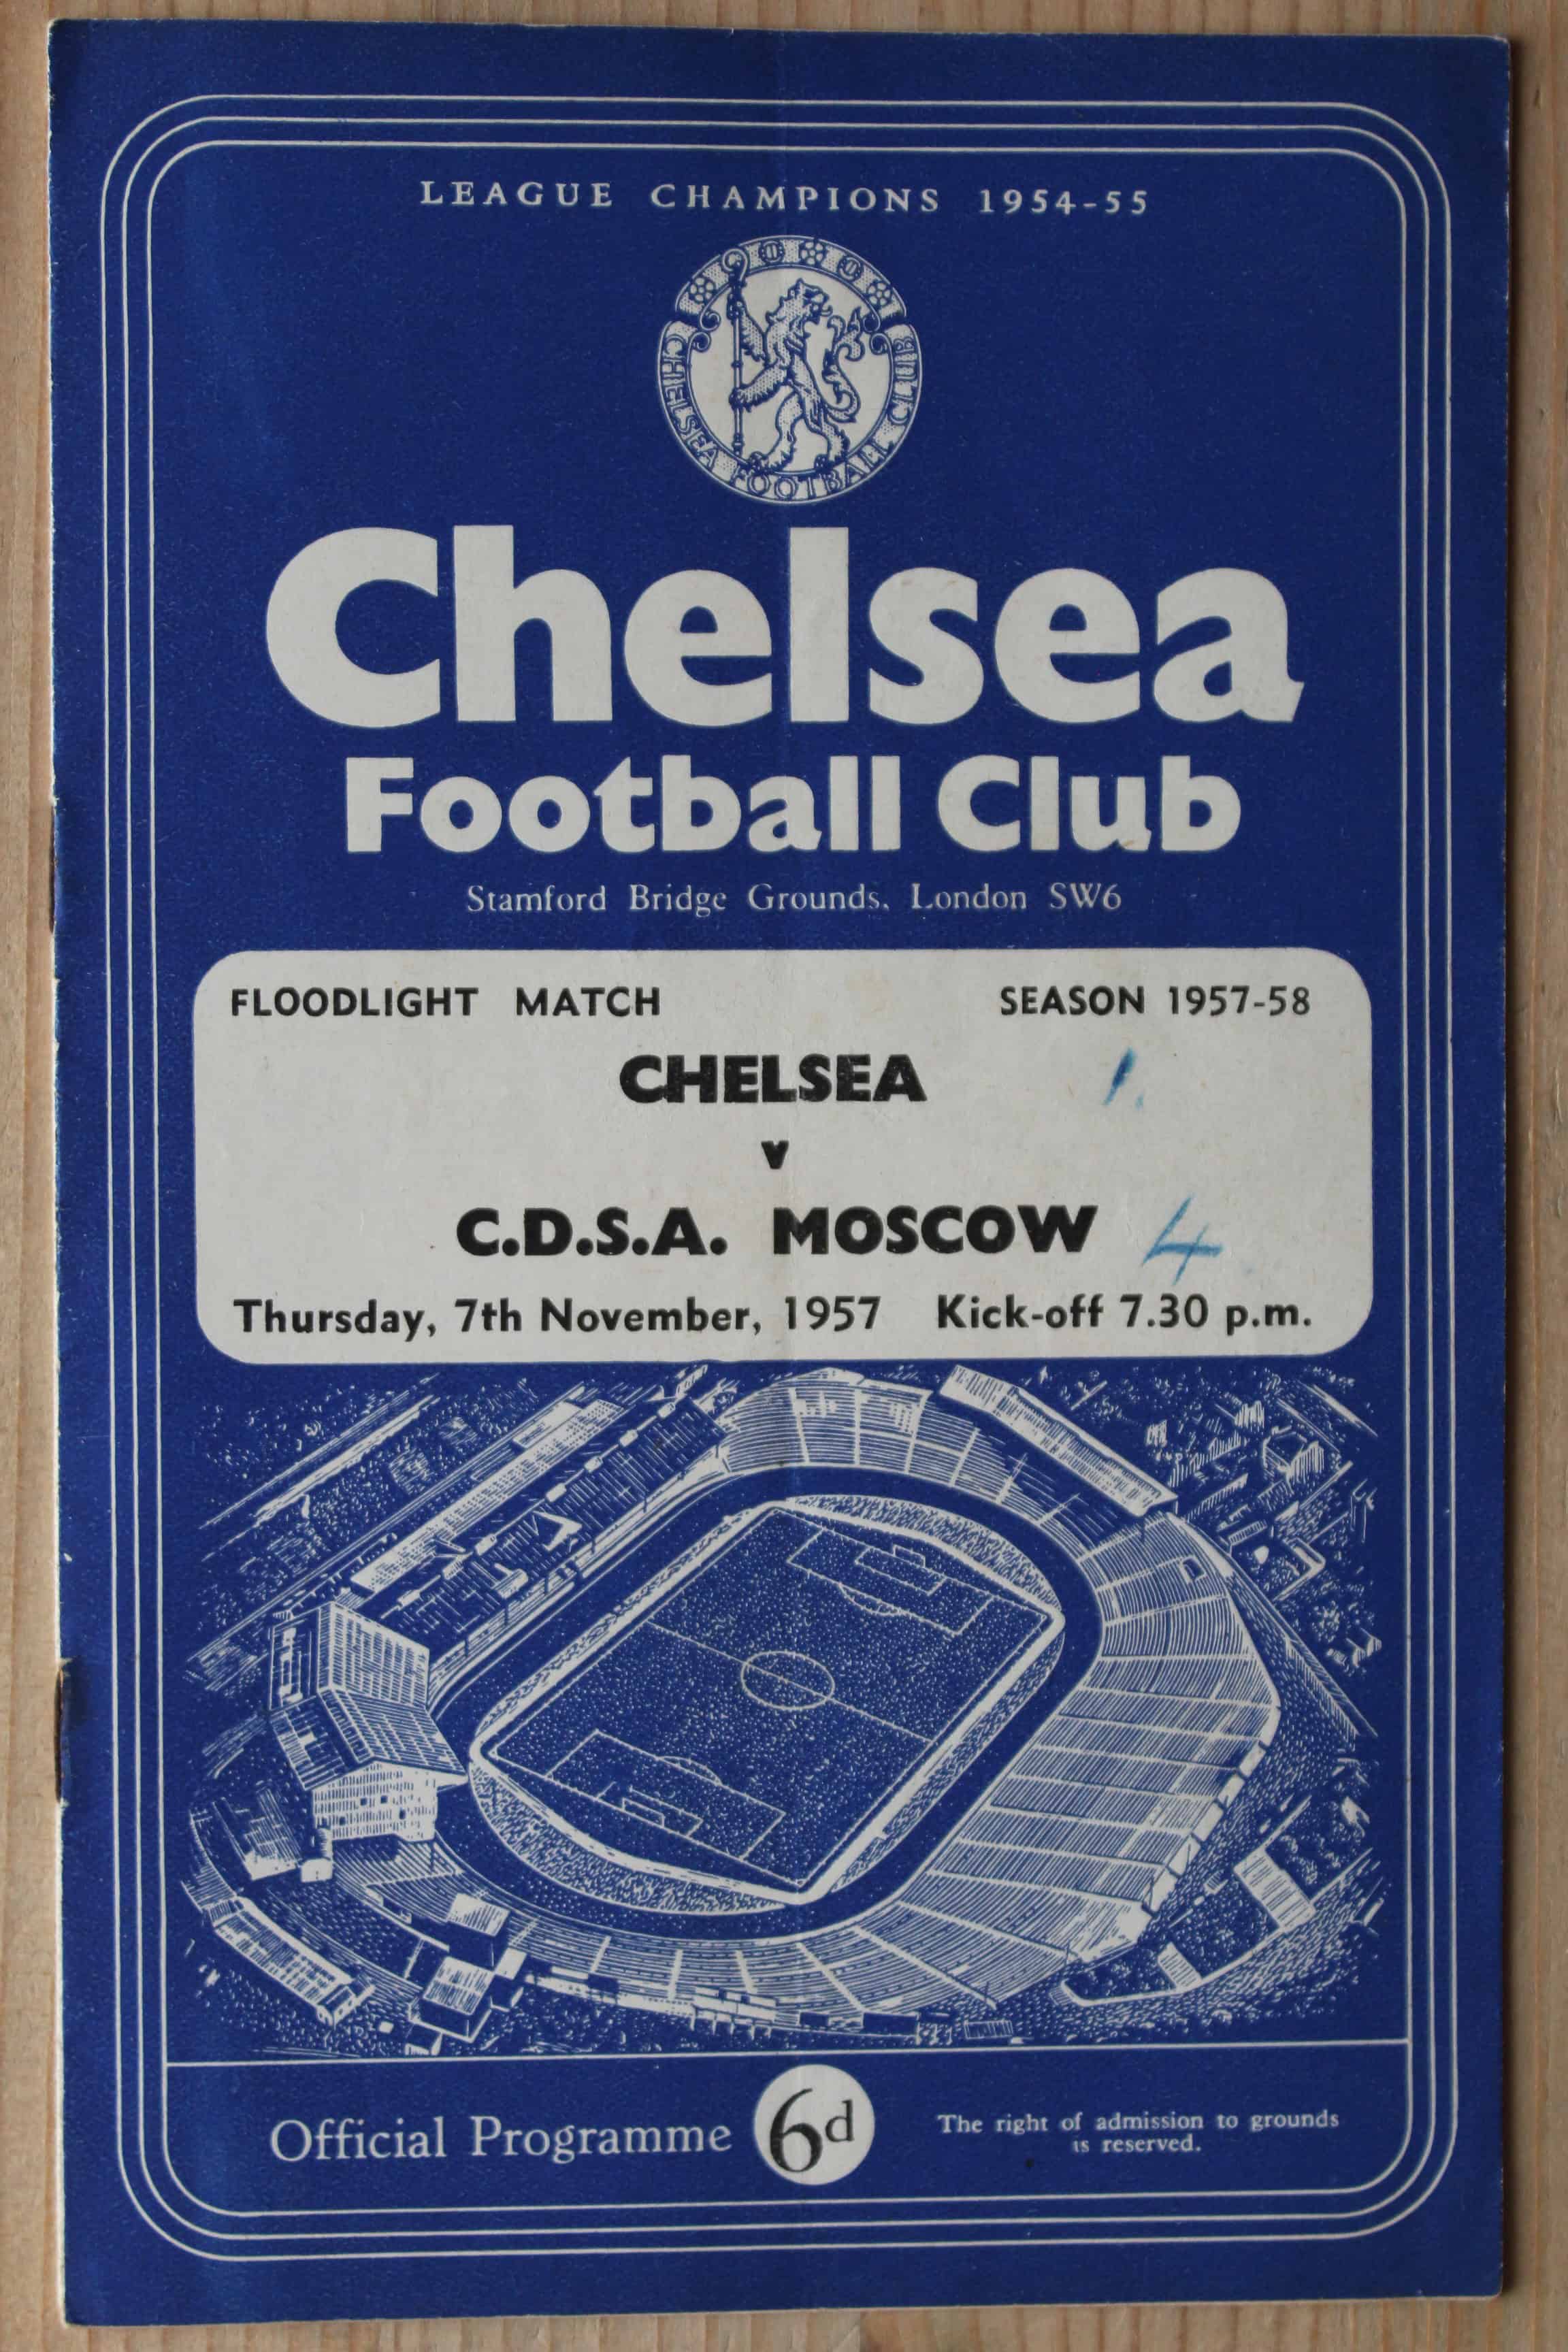 LEAGUE CHAMPIONS 1954-55
CHELSEA FOOTBALL CLUB
Chelsea
Football Club
Stamford Bridge Grounds, London SW6
FLOODLIGHT MATCH SEASON 1957-58
CHELSEA 1.
v
C.D.S.A. MOSCOW 4
Thursday, 7th November, 1957 Kick-off 7.30 p.m.
Official Programme 6d
The right of admission to grounds
is reserved.